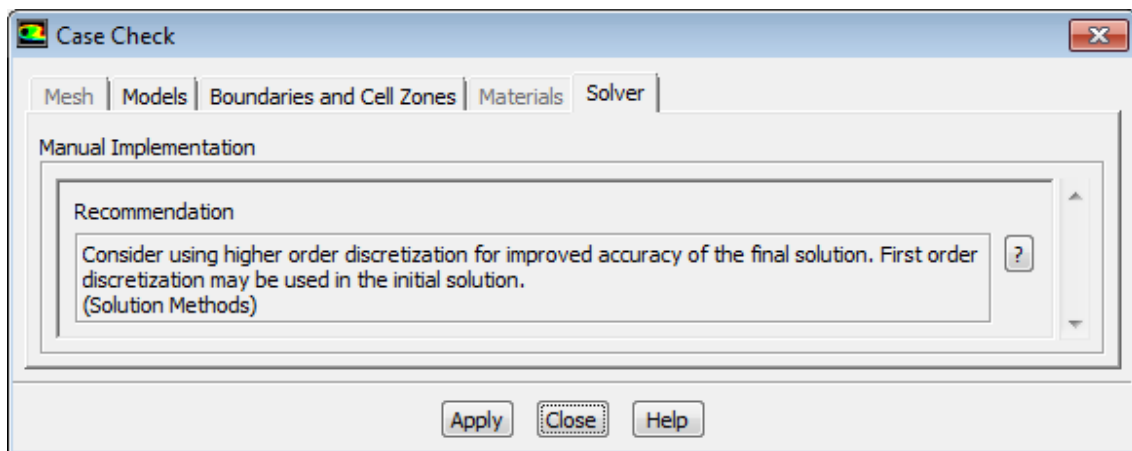 Case Check
Mesh Models Boundaries and Cell Zones Materials Solver
Manual Implementation
Recommendation
Consider using higher order discretization for improved accuracy of the final solution. First order
discretization may be used in the initial solution.
(Solution Methods)
?
Apply Close Help